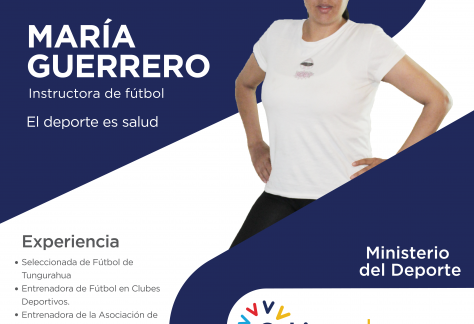 MARÍA
GUERRERO
Instructora de fútbol
El deporte es salud
Experiencia
• Seleccionada de Fútbol de
Tungurahua
• Entrenadora de Fútbol en Clubes
Deportivos.
• Entrenadora de la Asociación de
Ministerio
del Deporte